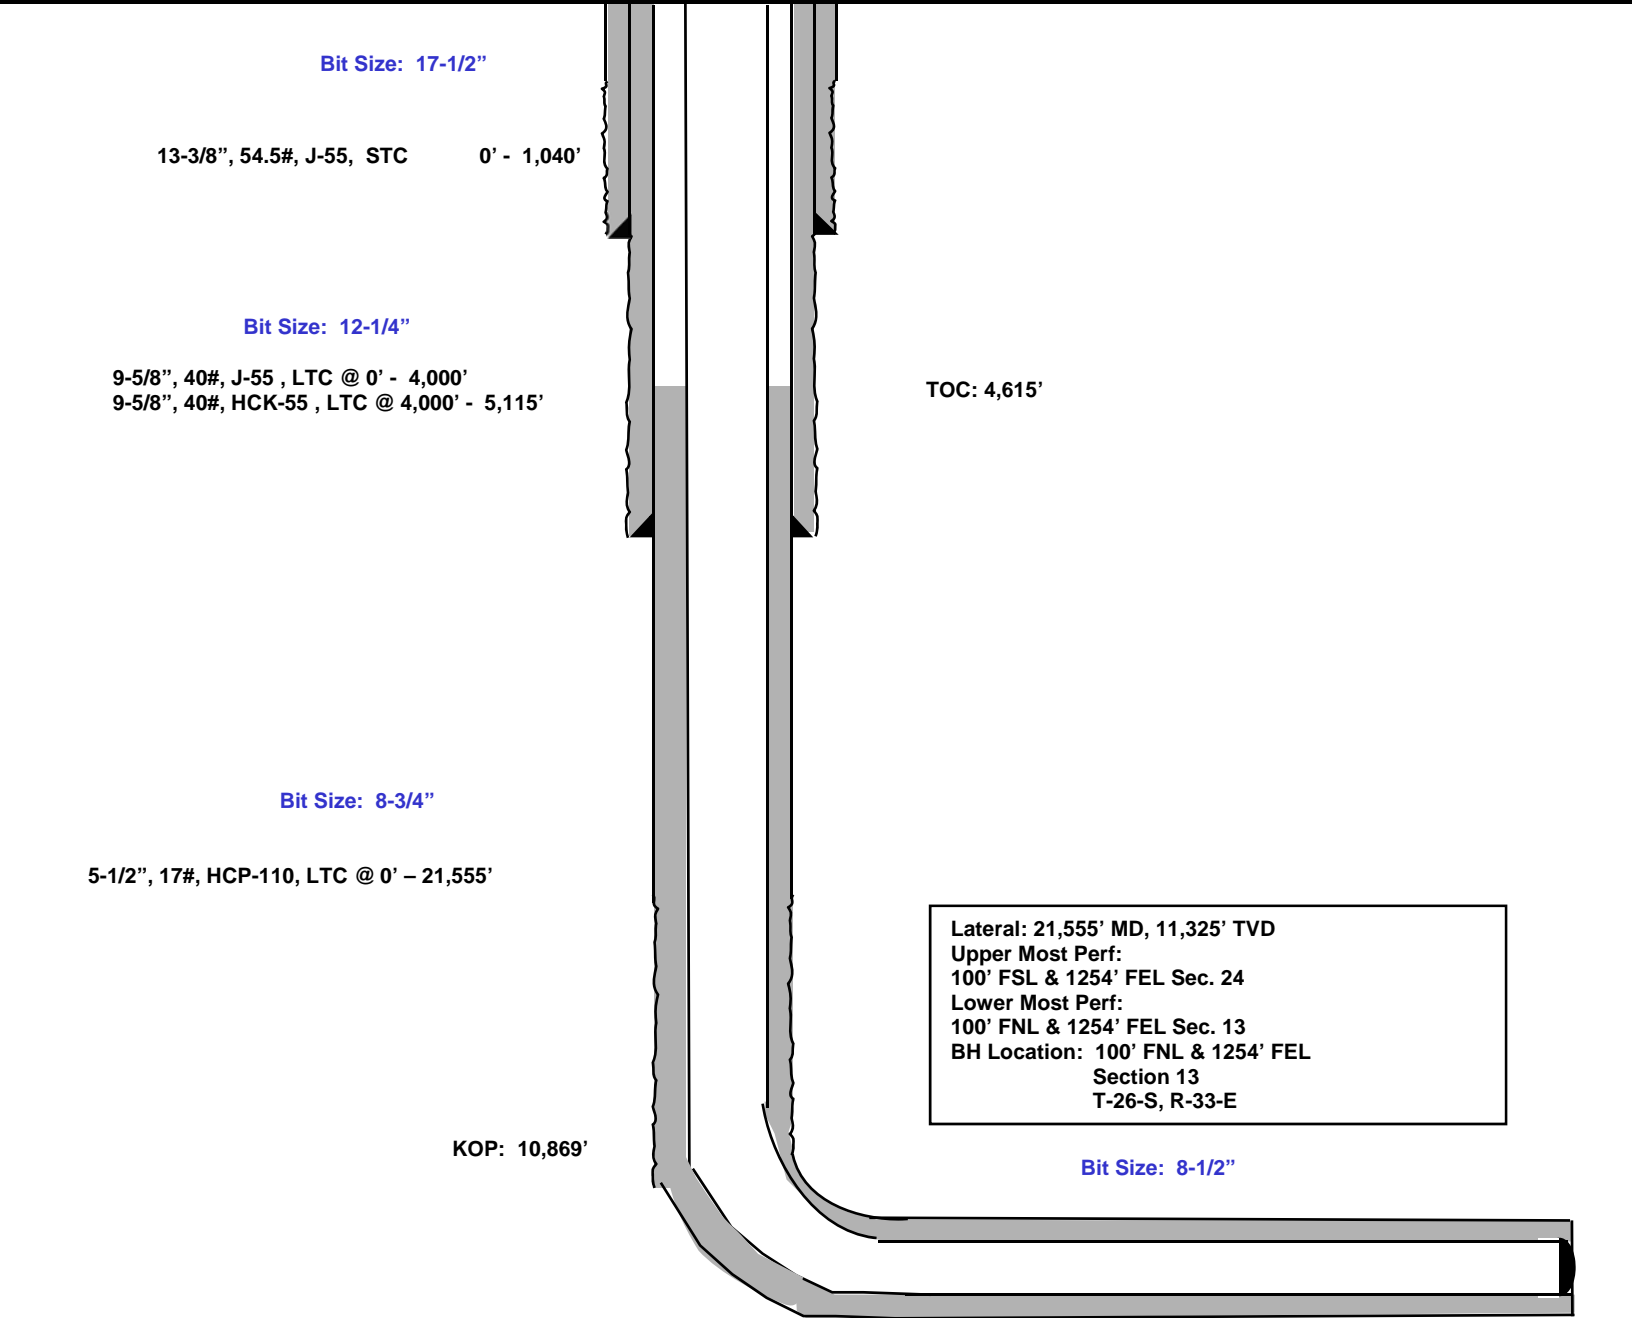 Bit Size: 17-1/2”
13-3/8”, 54.5#, J-55, STC 0’ - 1,040’
Bit Size: 12-1/4”
9-5/8”, 40#, J-55 , LTC @ 0’ - 4,000’
9-5/8”, 40#, HCK-55 , LTC @ 4,000’ - 5,115’
TOC: 4,615’
Bit Size: 8-3/4”
5-1/2”, 17#, HCP-110, LTC @ 0’ – 21,555’
Lateral: 21,555’ MD, 11,325’ TVD
Upper Most Perf:
100’ FSL & 1254’ FEL Sec. 24
Lower Most Perf:
100’ FNL & 1254’ FEL Sec. 13
BH Location: 100’ FNL & 1254’ FEL
Section 13
T-26-S, R-33-E
KOP: 10,869’
Bit Size: 8-1/2”